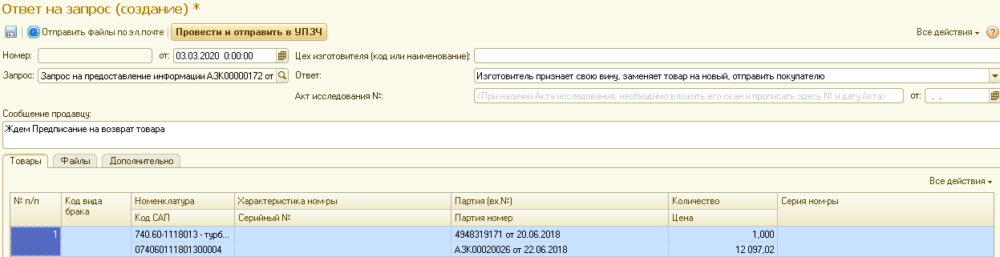 Ответ на запрос (создание) *
Отправить файлы по эл.почте Провести и отправить в УПЗЧ Все действия ?
Номер: от: 03.03.2020 0:00:00 Цех изготовителя (код или наименование):
Запрос: Запрос на предоставление информации АЗК00000172 от Ответ: Изготовитель признает свою вину, заменяет товар на новый, отправить покупателю
Акт исследования №: <При наличии Акта исследования, необходимо вложить его скан и прописать здесь № и дату Акта> от: . .
Сообщение продавцу:
Ждем Предписание на возврат товара
Товары Файлы Дополнительно
Все действия
№ п/п Код вида брака Номенклатура Характеристика ном-ры Партия (вх.№) Количество Серия ном-ры
Код САП Серийный № Партия номер Цена
1 740.60-1118013 - турб... 4948319171 от 20.06.2018 1,000
074060111801300004 АЗК00020026 от 22.06.2018 12 097,02